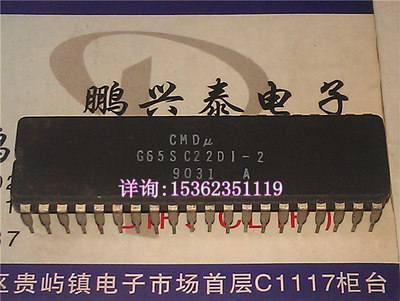 鹏兴泰电子
CMDμ
G65SC22DI-2
9031 A
详询:15362351119
区贵屿镇电子市场首层C1117柜台